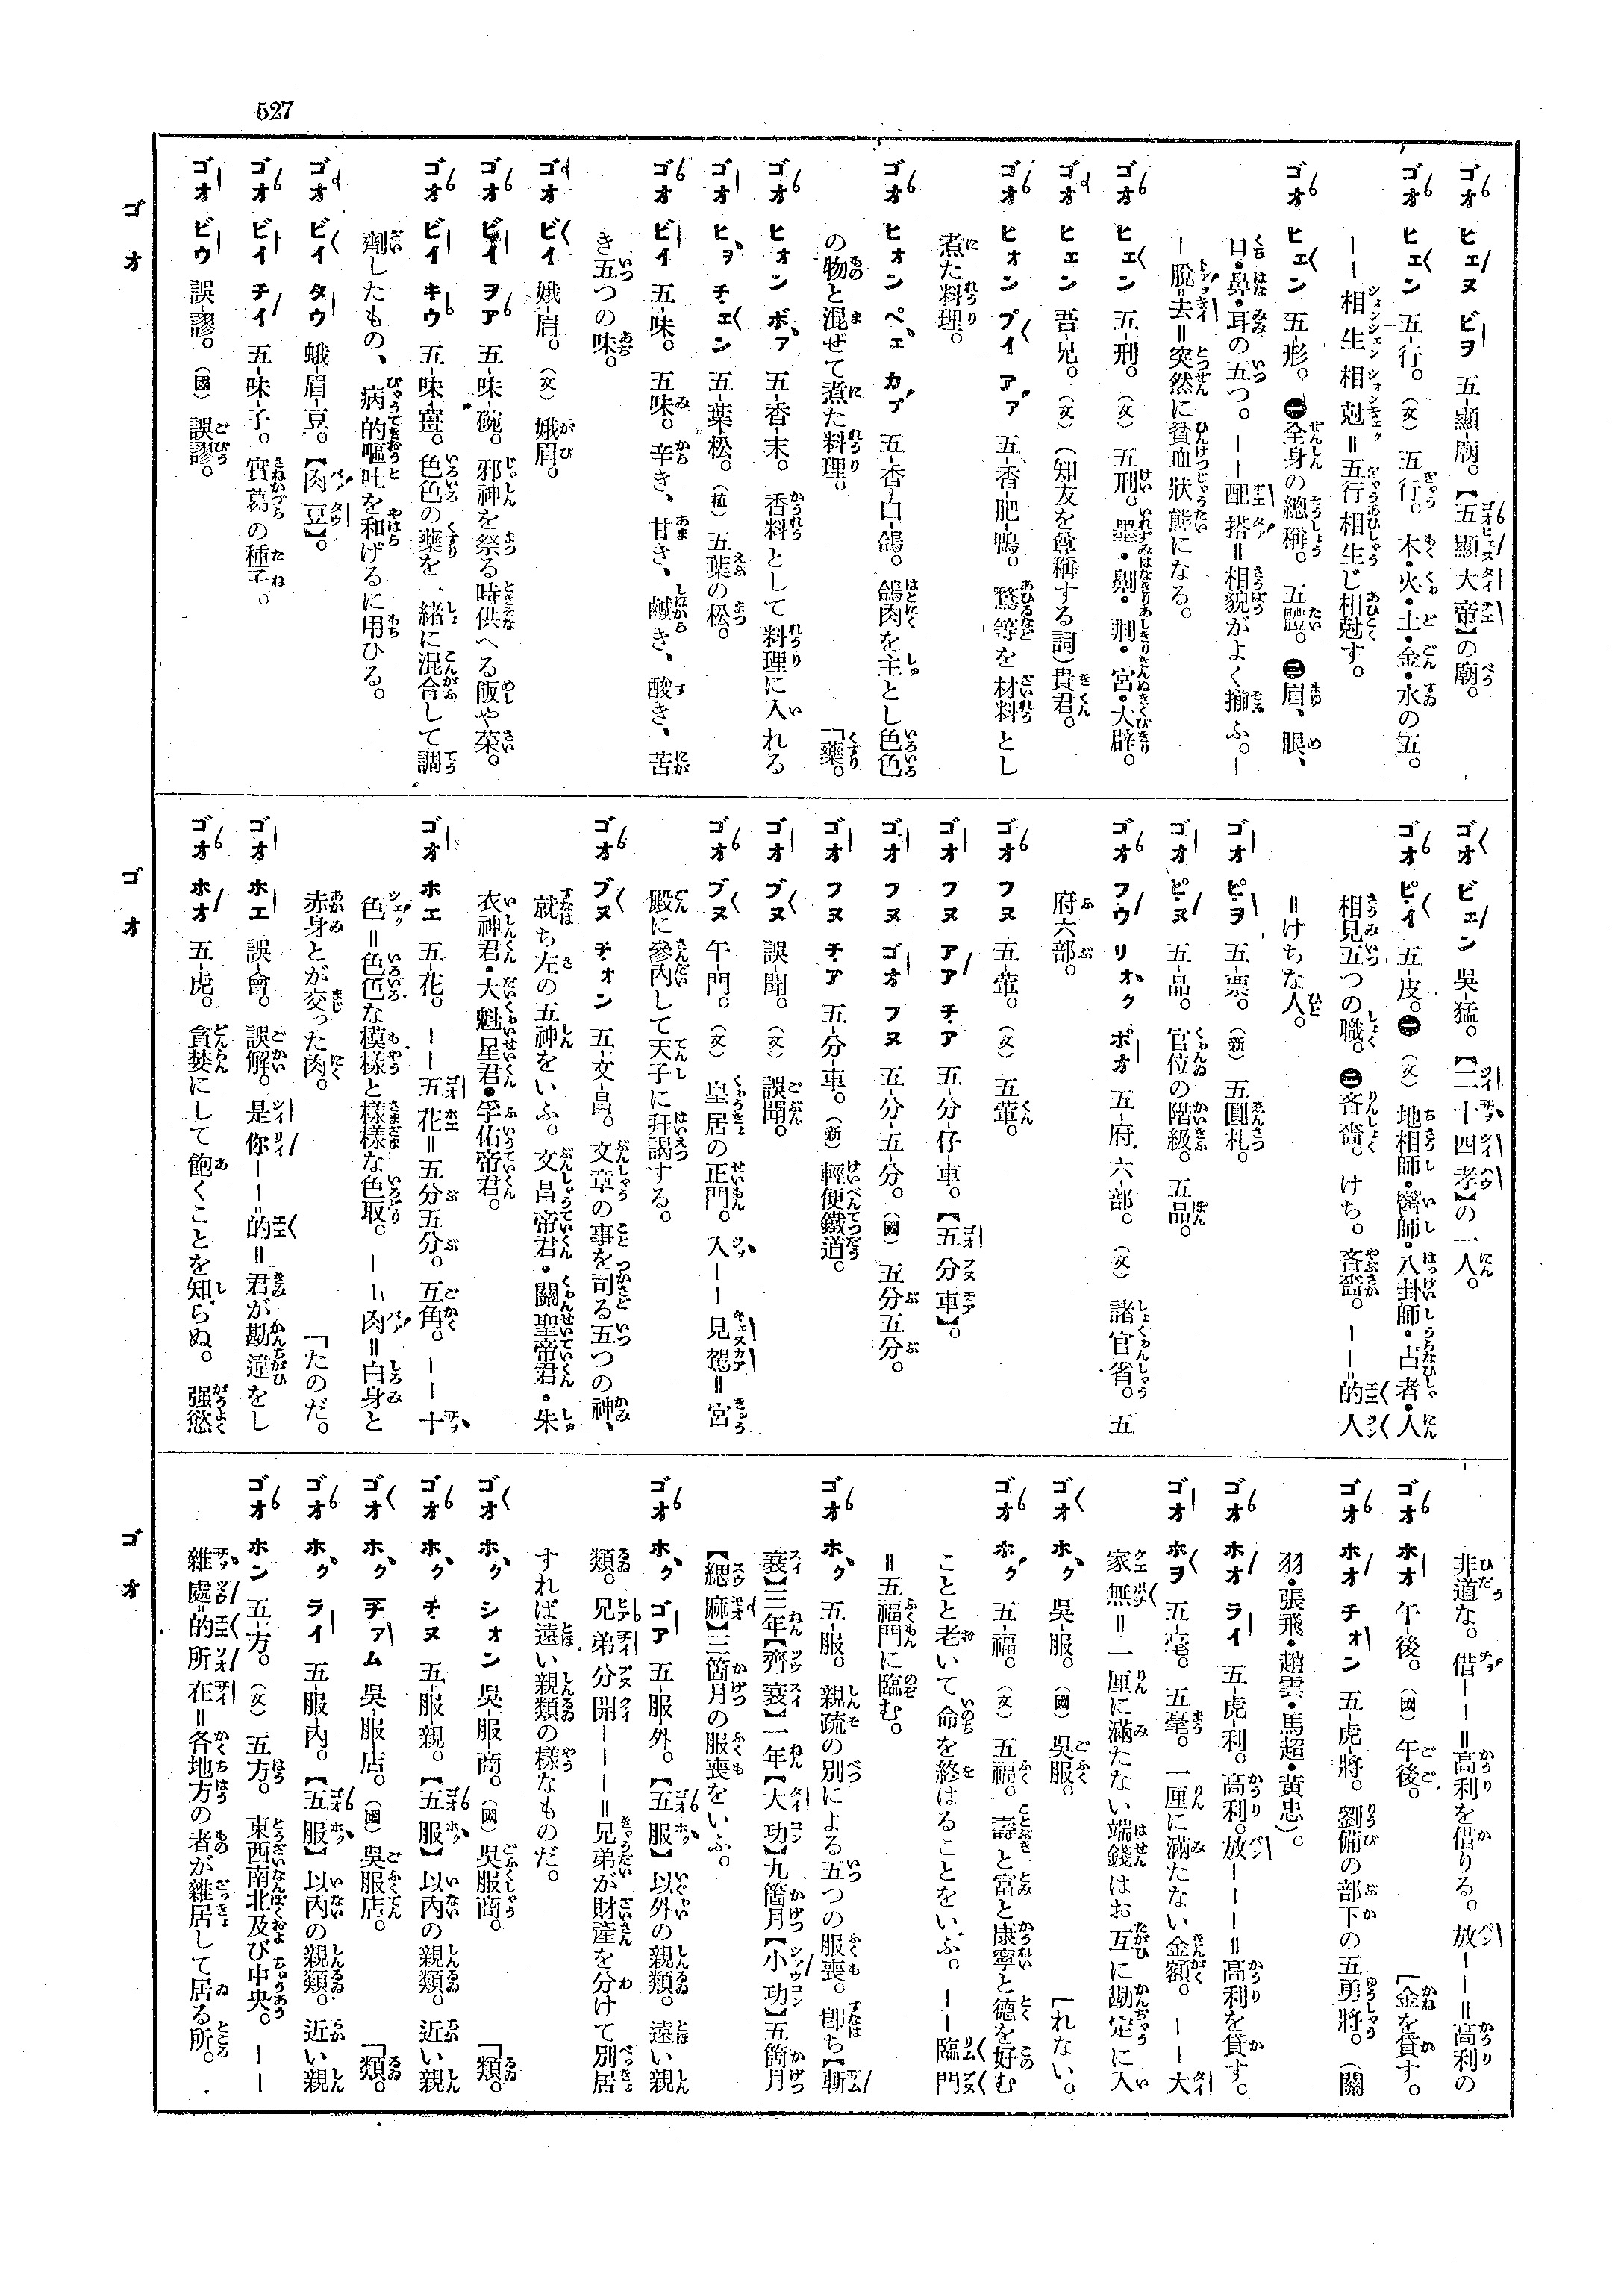 527
ゴオ ヒェヌ ビヲ 五-顯-廟。【五顯大帝】の廟。
ゴオ ヒェン 五-行。（文）五行。木・火・土・金・水の五。
——相生相尅＝五行相生じ相尅す。
ゴオ ヒェン 五-形。㊀全身の總稱。五體。㊁眉、眼、
口・鼻・耳の五つ。——配搭＝相貌がよく揃ふ。—
—脫-去＝突然に貧血狀態になる。
ゴオ ヒェン 五-刑。（文）五刑。墨・劓・剕・宮・大辟。
ゴオ ヒェン 吾-兄。（文）（知友を尊稱する詞）貴君。
ゴオ ヒォン プイ アァ 五-香-肥-鴨。鶩等を材料とし
煮た料理。
ゴオ ヒォン ペェ カプ 五-香-白-鴿。鴿肉を主とし色色
の物と混ぜて煮た料理。 「藥。
ゴオ ヒォン ボァ 五-香-末。香料として料理に入れる
ゴオ ヒヲ チェン 五-葉-松。（植）五葉の松。
ゴオ ビイ 五-味。五味。辛き、甘き、鹹き、酸き、苦
き五つの味。
ゴオ ビイ 娥-眉。（文）娥眉。
ゴオ ビイ ヲア 五-味-碗。邪神を祭る時供へる飯や菜。
ゴオ ビイ キウ 五-味-薑。色色の藥を一緒に混合して調
劑したもの、病的嘔吐を和げるに用ひる。
ゴオ ビイ タウ 蛾-眉-豆。【肉豆】。
ゴオ ビイ チイ 五-味-子。實葛の種子。
ゴオ ビウ 誤-謬。（國）誤謬。
ゴオ ビェン 吳-猛。【二十四孝】の一人。
ゴオ ピイ 五-皮。㊀（文）地相師・醫師・八卦師・占者・人
相見五つの職。㊁吝嗇。けち。吝嗇。——＝的人
＝けちな人。
ゴオ ピヲ 五-票。（新）五圓札。
ゴオ ピヌ 五-品。官位の階級。五品。
ゴオ フウ リオク ポオ 五-府-六-部。（文）諸官省。五
府六部。
ゴオ フヌ 五-葷。（文）五葷。
ゴオ フヌ アア チア 五-分-仔-車。【五分車】。
ゴオ フヌ ゴオ フヌ 五-分-五-分。（國）五分五分。
ゴオ フヌ チア 五-分-車。（新）輕便鐵道。
ゴオ ブヌ 誤-聞。（文）誤聞。
ゴオ ブヌ 午-門。（文）皇居の正門。入——見駕＝宮
殿に參內して天子に拜謁する。
ゴオ ブヌ チォン 五-文-昌。文章の事を司る五つの神、
就ち左の五神をいふ。文昌帝君・關聖帝君・朱
衣神君・大魁星君・孚佑帝君。
ゴオ ホエ 五-花。——五花＝五分五分。互角。——十
色＝色色な模樣と樣樣な色取。——肉＝白身と
赤身とが交った肉。 「たのだ。
ゴオ ホエ 誤-會。誤解。是你——＝的＝君が勘違をし
ゴオ ホオ 五-虎。貪婪にして飽くことを知らぬ。强慾
非道な。借——＝高利を借りる。放——＝高利の
ゴオ ホオ 午-後。（國）午後。 「金を貸す。
ゴオ ホオ チォン 五-虎-將。劉備の部下の五勇將。（關
羽・張飛・趙雲・馬超・黃忠）。
ゴオ ホオ ライ 五-虎-利。高利。放———＝高利を貸す。
ゴオ ホヲ 五-毫。五毫。一厘に滿たない金額。——大
家無＝一厘に滿たない端錢はお互に勘定に入
ゴオ ホク 吳-服。（國）吳服。 「れない。
ゴオ ホク 五-福。（文）五福。壽と富と康寧と德を好む
ことと老いて命を終はることをいふ。——臨門
＝五福門に臨む。
ゴオ ホク 五-服。親疏の別による五つの服喪。卽ち【斬
衰】三年【齊衰】一年【大功】九箇月【小功】五箇月
【緦麻】三箇月の服喪をいふ。
ゴオ ホク ゴア 五-服-外。【五服】以外の親類。遠い親
類。兄弟分開———＝兄弟が財產を分けて別居
すれば遠い親類の樣なものだ。
ゴオ ホク シォン 吳-服-商。（國）吳服商。 「類。
ゴオ ホク チヌ 五-服-親。【五服】以內の親類。近い親
ゴオ ホク チァム 吳-服-店。（國）吳服店。 「類。
ゴオ ホク ライ 五-服-內。【五服】以內の親類。近い親
ゴオ ホン 五-方。（文）五方。東西南北及び中央。——
雜處＝的所在＝各地方の者が雜居して居る所。
ゴオ
ゴオ
ゴオ